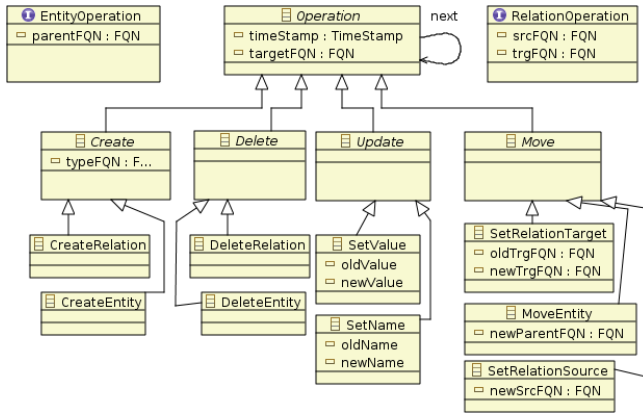 EntityOperation
parentFQN : FQN
Operation
timeStamp : TimeStamp
targetFQN : FQN
next
RelationOperation
srcFQN : FQN
trgFQN : FQN
Create
typeFQN : F...
Delete
Update
Move
CreateRelation
CreateEntity
DeleteRelation
DeleteEntity
SetValue
oldValue
newValue
SetName
oldName
newName
SetRelationTarget
oldTrgFQN : FQN
newTrgFQN : FQN
MoveEntity
newParentFQN : FQN
SetRelationSource
newSrcFQN : FQN